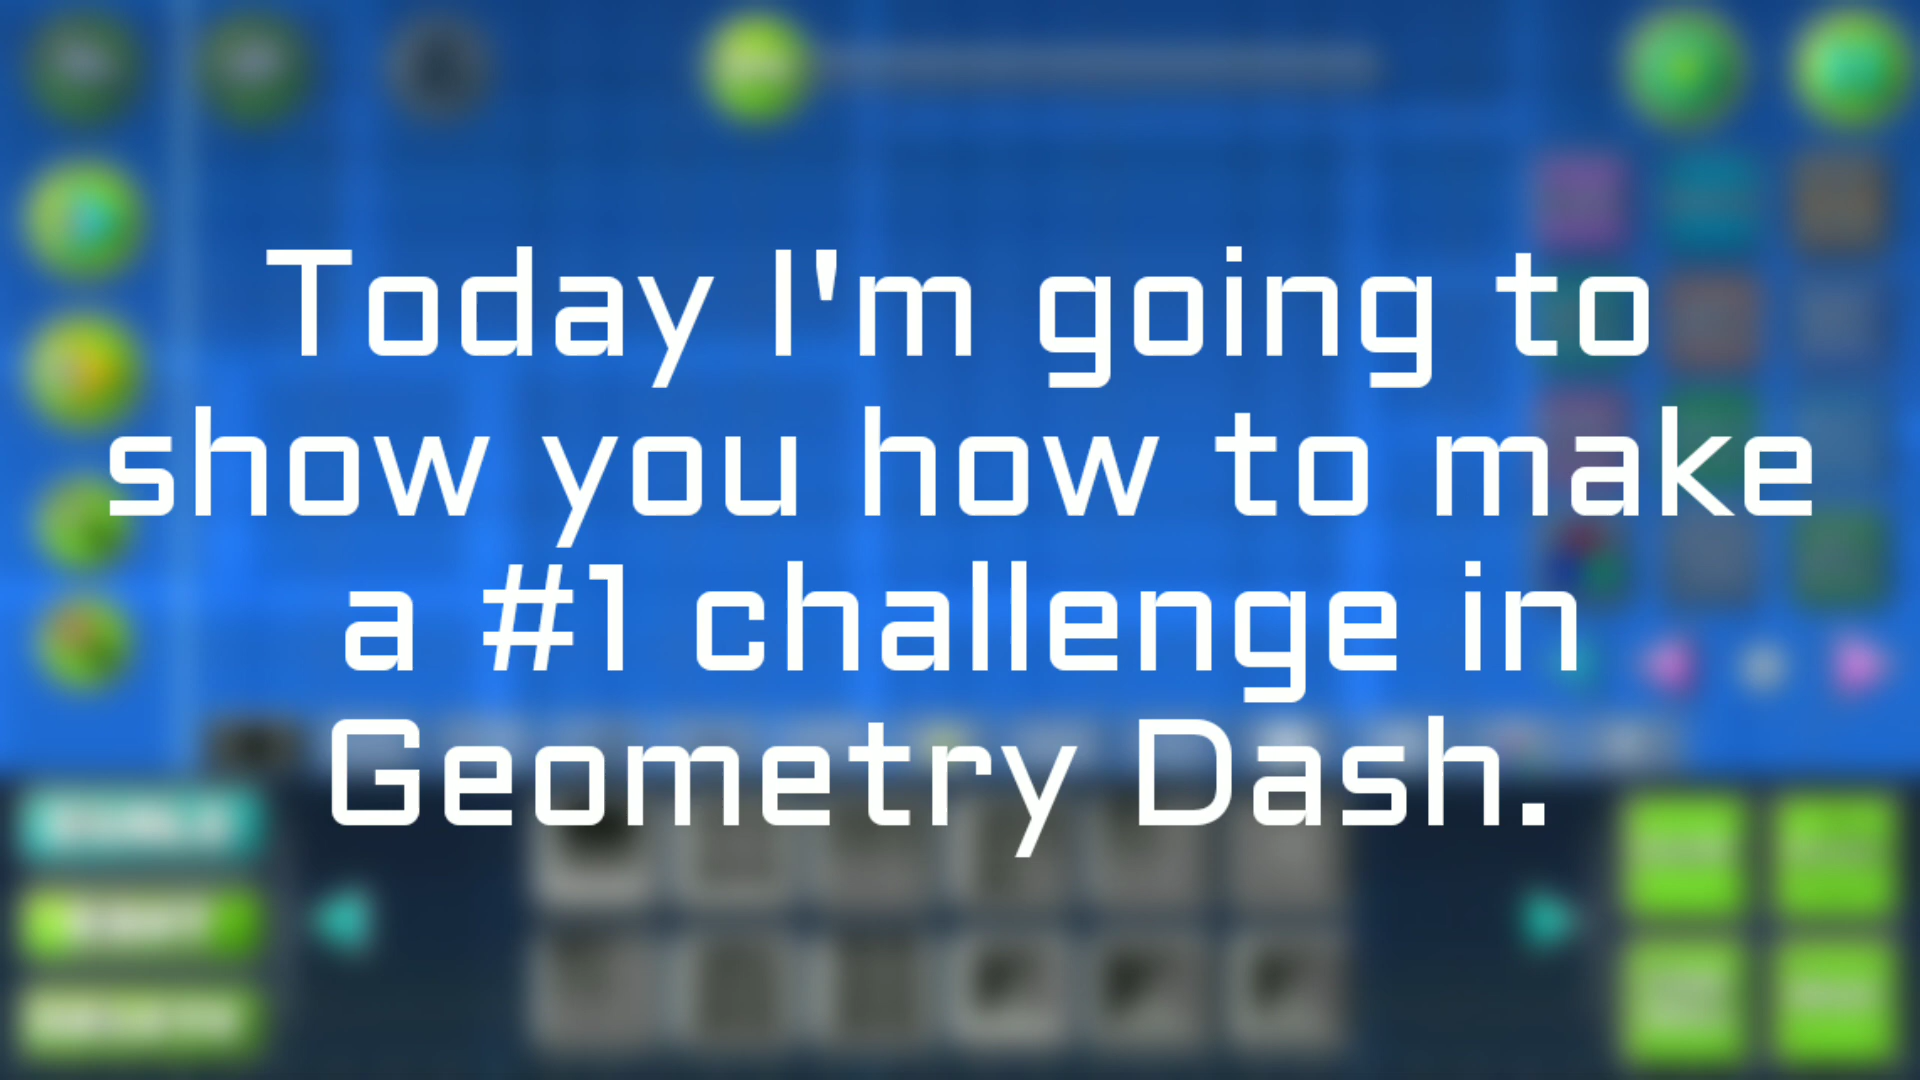 Today I'm going to
show you how to make
a #1 challenge in
Geometry Dash.